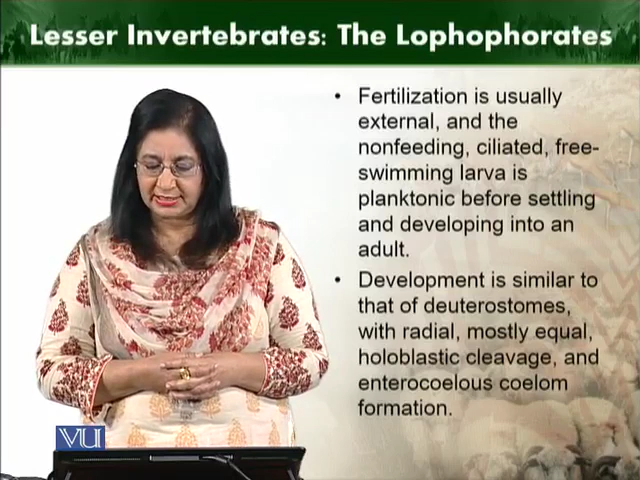 Lesser Invertebrates: The Lophophorates
• Fertilization is usually
external, and the
nonfeeding, ciliated, free-
swimming larva is
planktonic before settling
and developing into an
adult.
• Development is similar to
that of deuterostomes,
with radial, mostly equal,
holoblastic cleavage, and
enterocoelous coelom
formation.
VU